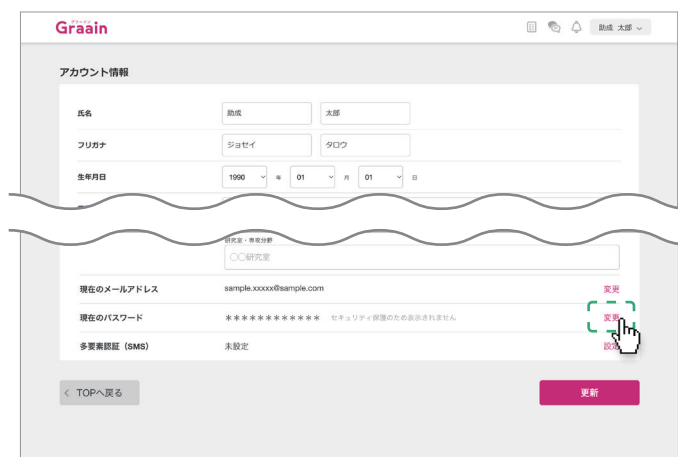 グラーイン
Graain
助成 太郎
アカウント情報
氏名 助成 太郎
フリガナ ジョセイ タロウ
生年月日 1990 年 01 月 01 日
研究室・専攻分野
○○研究室
現在のメールアドレス sample.xxxxx@sample.com 変更
現在のパスワード ************ セキュリティ保護のため表示されません 変更
多要素認証（SMS） 未設定 設定
< TOPへ戻る 更新